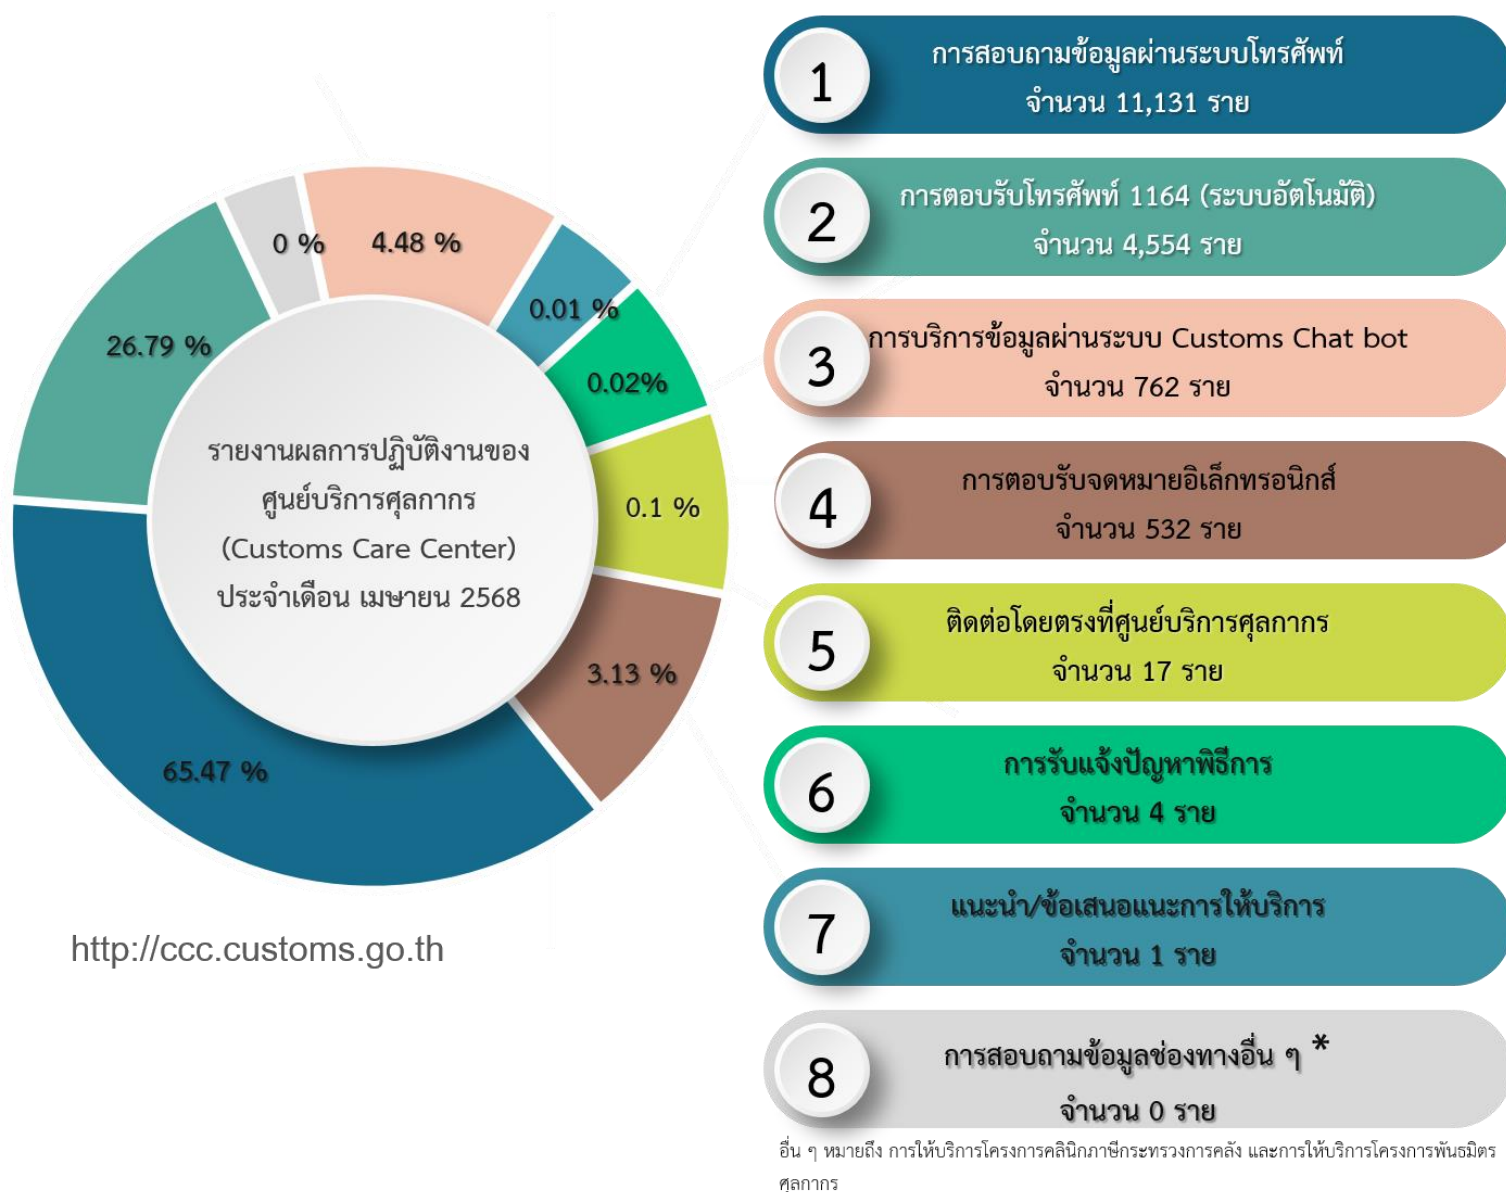 1
การสอบถามข้อมูลผ่านระบบโทรศัพท์
จำนวน 11,131 ราย
2
การตอบรับโทรศัพท์ 1164 (ระบบอัตโนมัติ)
จำนวน 4,554 ราย
3
การบริการข้อมูลผ่านระบบ Customs Chat bot
จำนวน 762 ราย
4
การตอบรับจดหมายอิเล็กทรอนิกส์
จำนวน 532 ราย
5
ติดต่อโดยตรงที่ศูนย์บริการศุลกากร
จำนวน 17 ราย
6
การรับแจ้งปัญหาพิธีการ
จำนวน 4 ราย
7
แนะนำ/ข้อเสนอแนะการให้บริการ
จำนวน 1 ราย
8
การสอบถามข้อมูลช่องทางอื่น ๆ *
จำนวน 0 ราย
อื่น ๆ หมายถึง การให้บริการโครงการคลินิกภาษีกระทรวงการคลัง และการให้บริการโครงการพันธมิตร
ศุลกากร
0 %
4.48 %
0.01 %
0.02%
0.1 %
3.13 %
65.47 %
26.79 %
รายงานผลการปฏิบัติงานของ
ศูนย์บริการศุลกากร
(Customs Care Center)
ประจำเดือน เมษายน 2568
http://ccc.customs.go.th